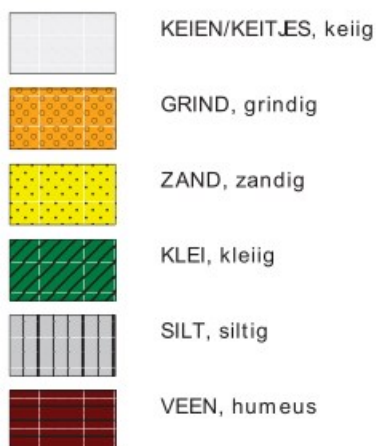 KEIEN/KEITJES, keiig
GRIND, grindig
ZAND, zandig
KLEI, kleiig
SILT, siltig
VEEN, humeus